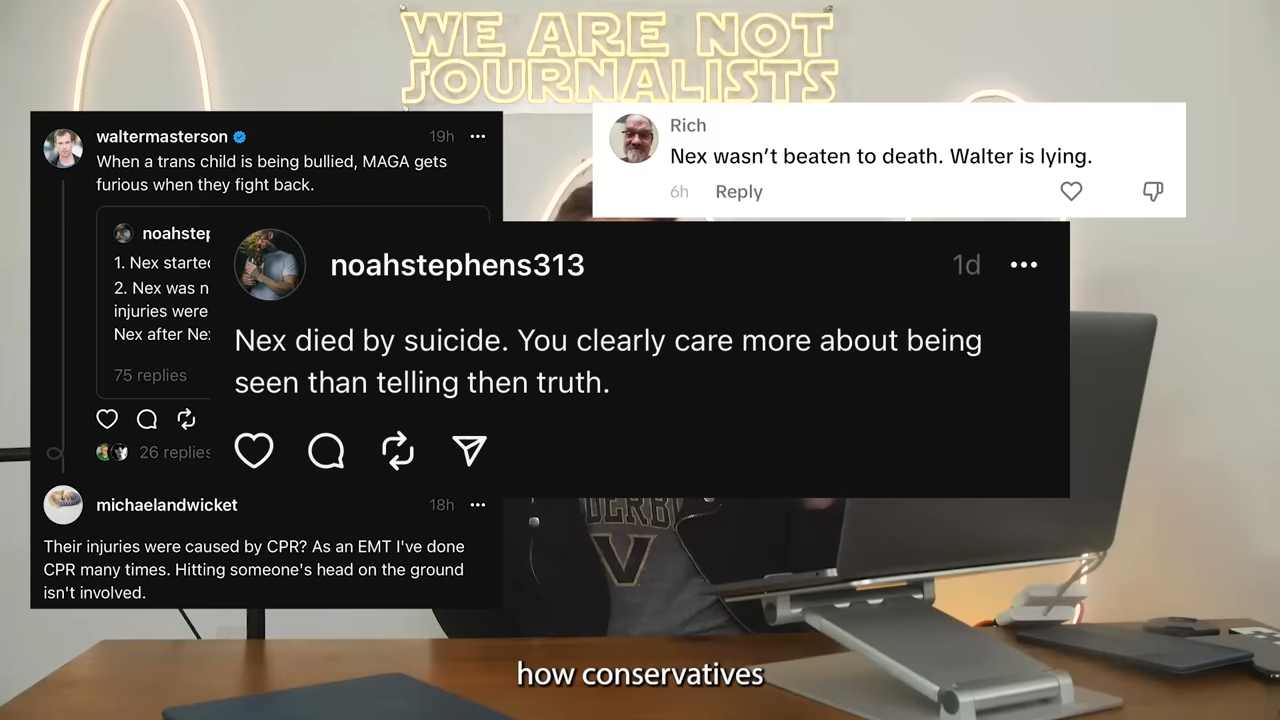 WE ARE NOT
JOURNALISTS
waltermasterson
19h
When a trans child is being bullied, MAGA gets
furious when they fight back.
noahstep
1. Nex started
2. Nex was n
injuries were
Nex after Nex
75 replies
26 replies
michaelandwicket
18h
Their injuries were caused by CPR? As an EMT I've done
CPR many times. Hitting someone's head on the ground
isn't involved.
Rich
Nex wasn't beaten to death. Walter is lying.
6h Reply
noahstephens313
1d
Nex died by suicide. You clearly care more about being
seen than telling then truth.
DERB
V
how conservatives